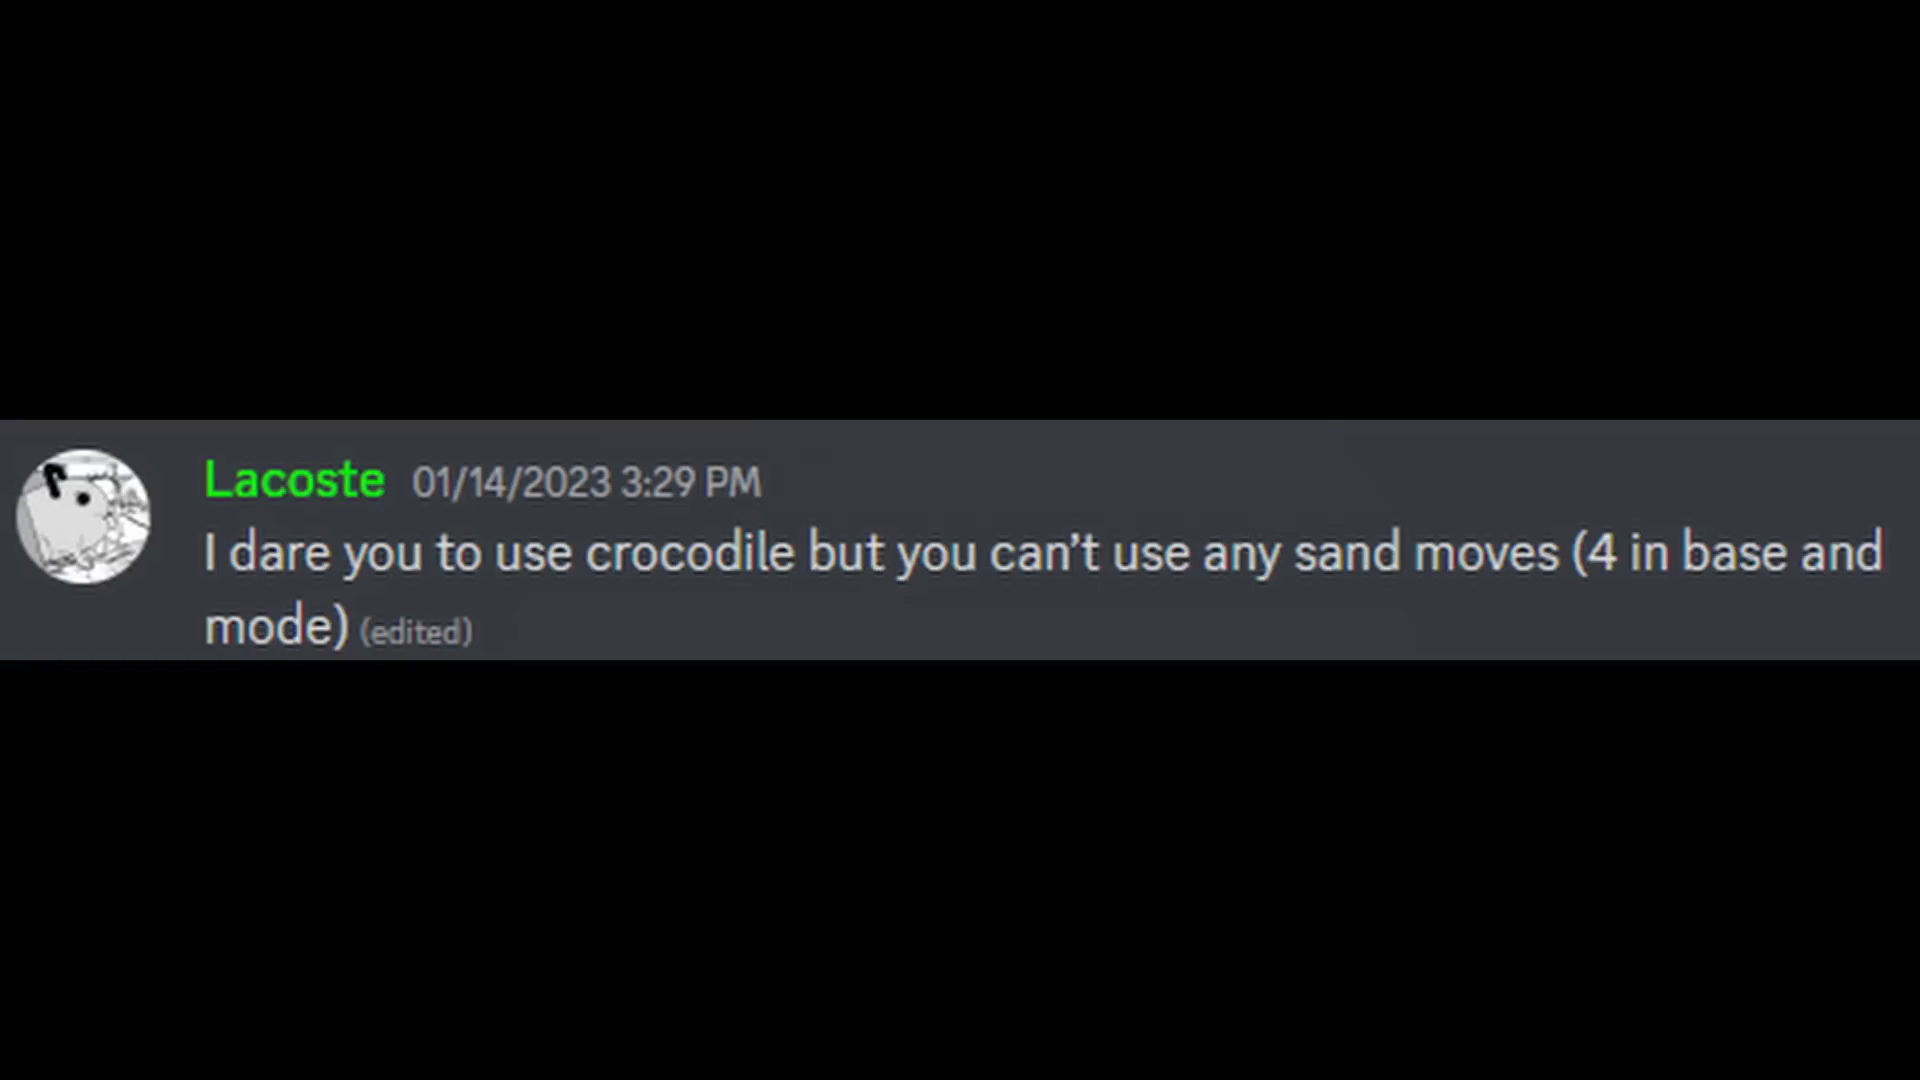 Lacoste 01/14/2023 3:29 PM
I dare you to use crocodile but you can’t use any sand moves (4 in base and
mode) (edited)